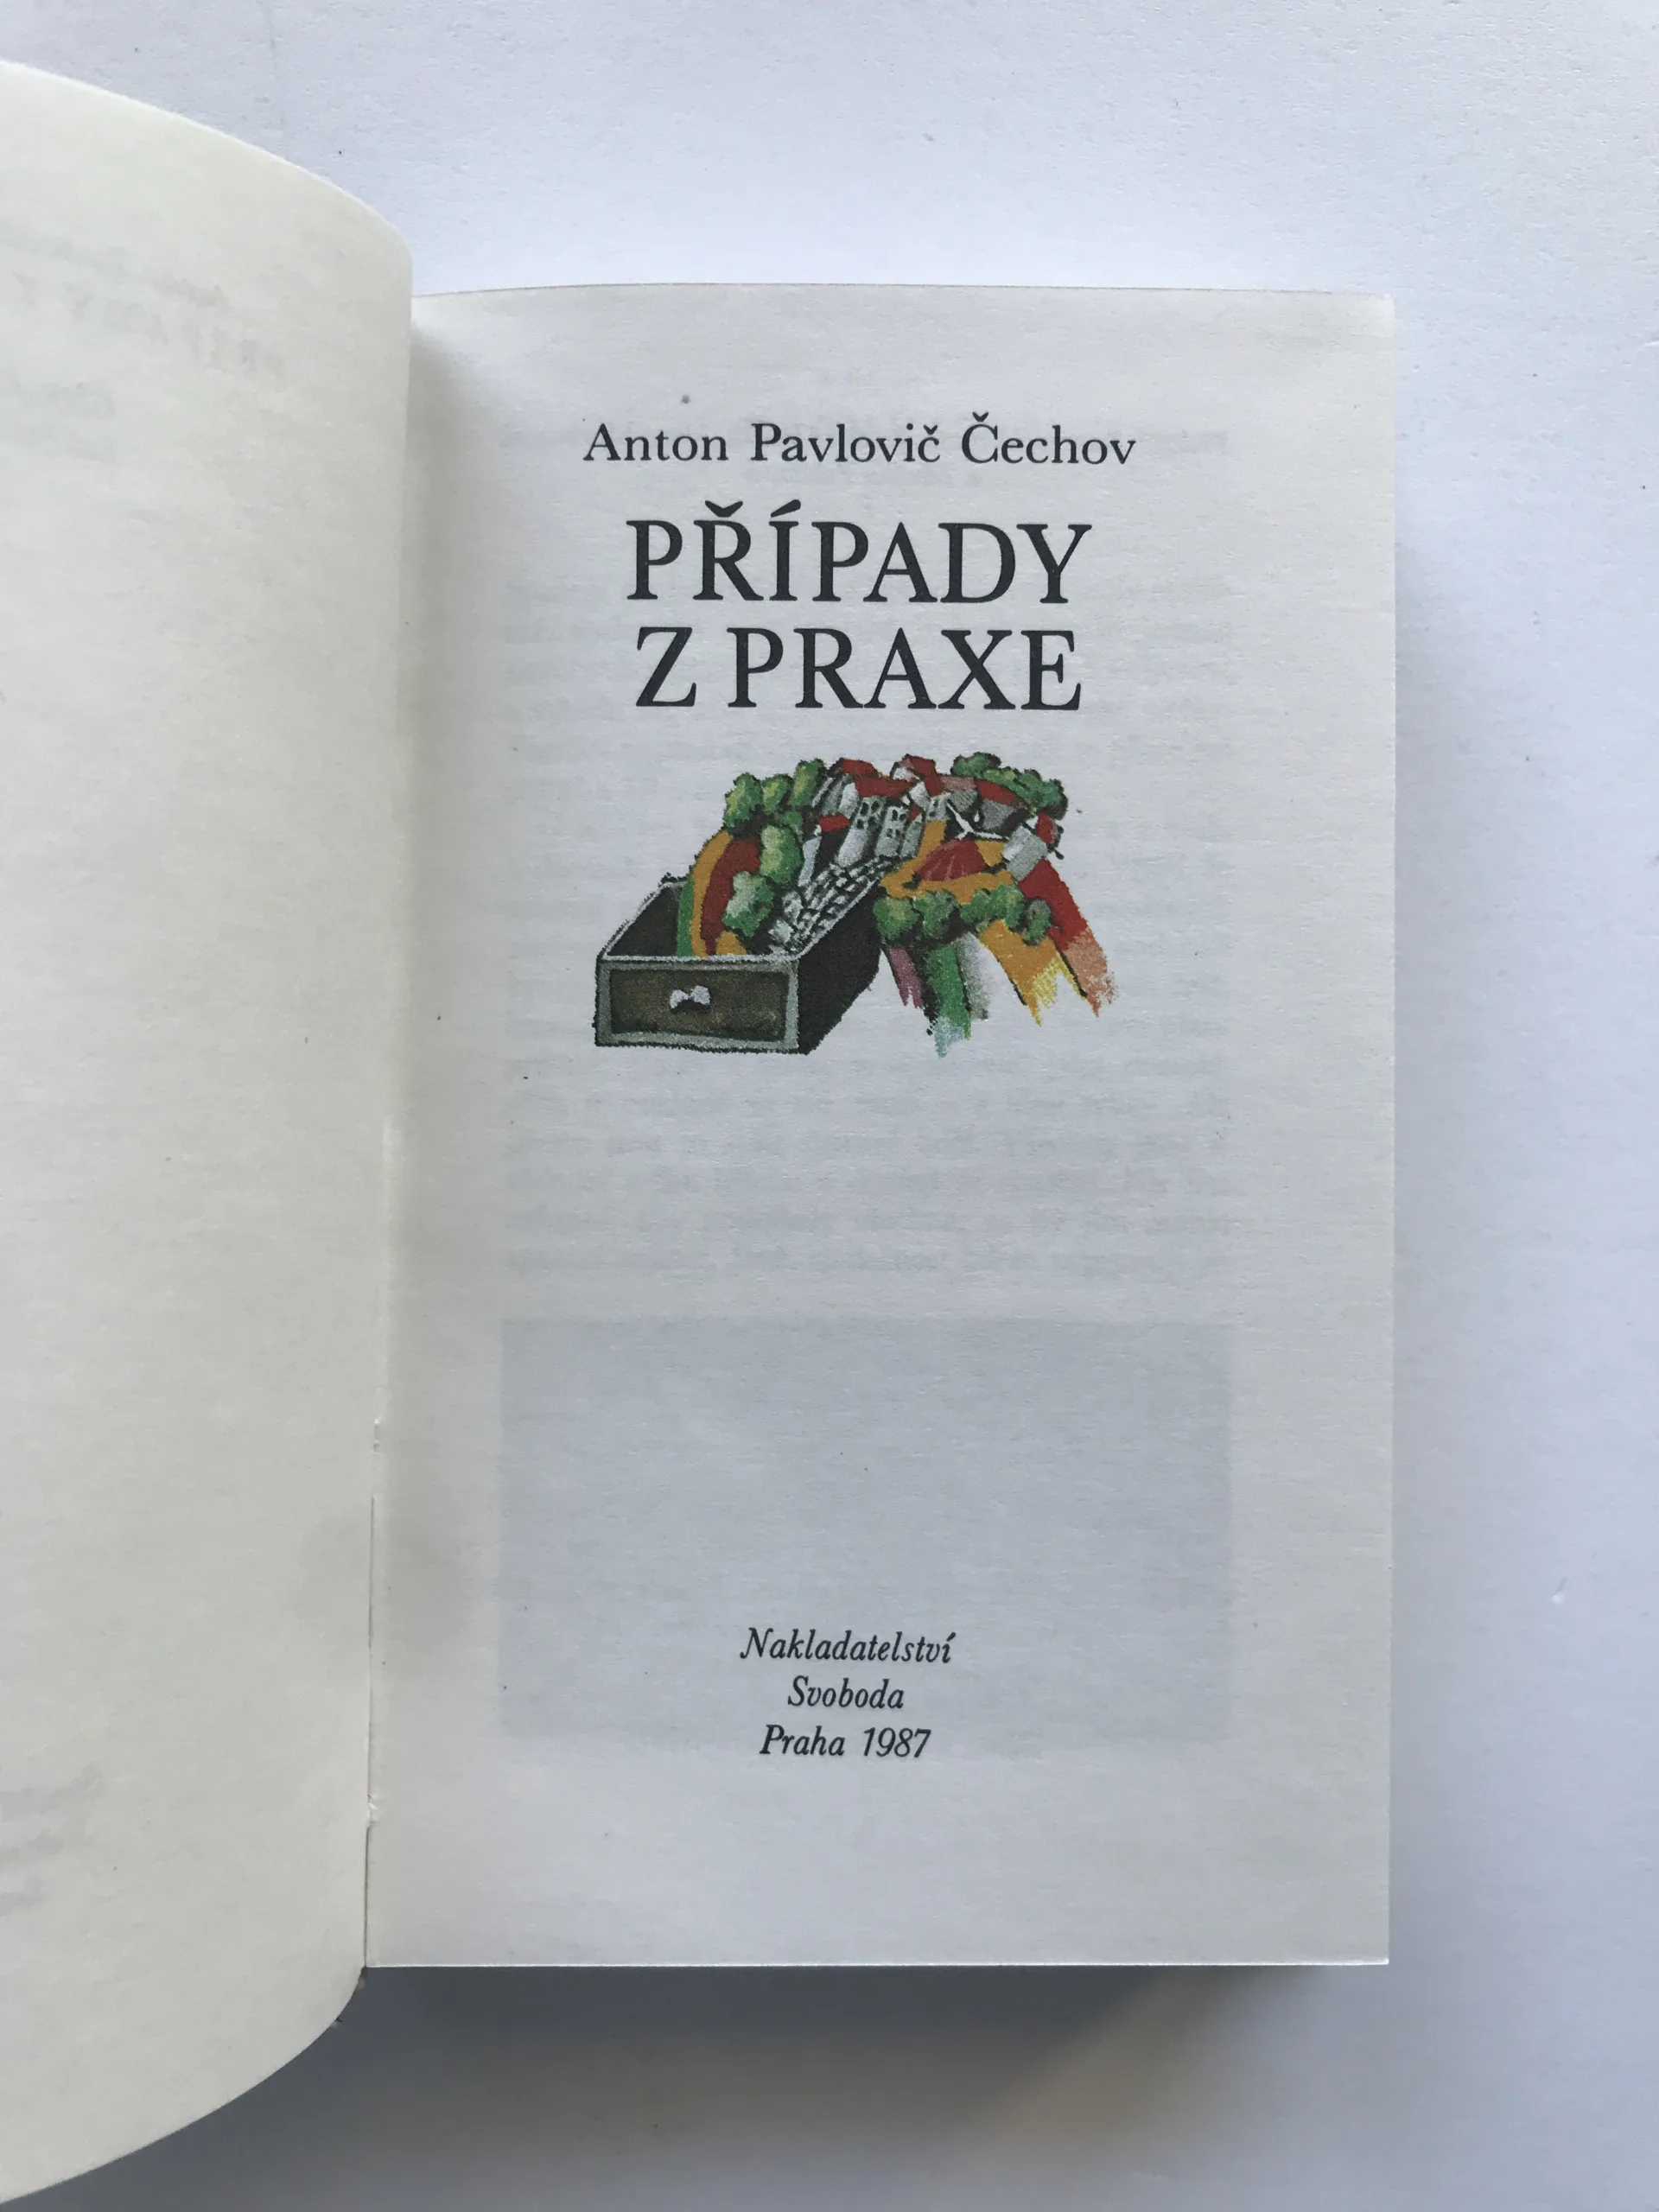 Anton Pavlovič Čechov
PŘÍPADY
Z PRAXE
Nakladatelství
Svoboda
Praha 1987